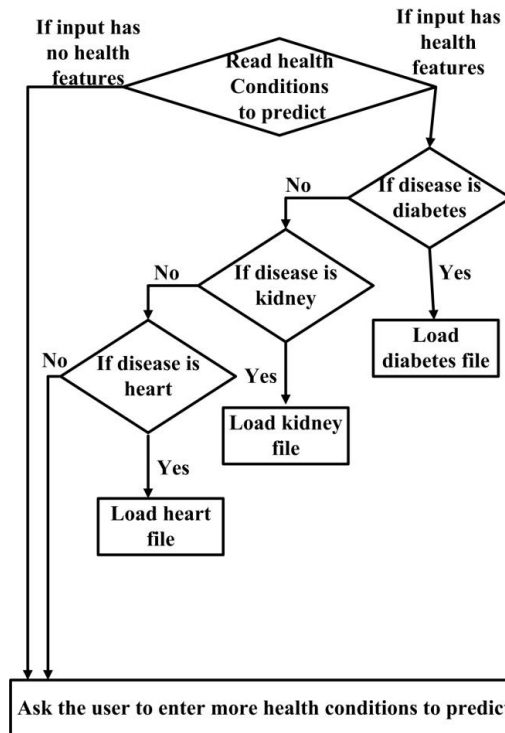 If input has
no health
features
Read health
Conditions
to predict
If input has
health
features
If disease is
diabetes
No
Yes
Load
diabetes file
If disease is
kidney
No
Yes
Load kidney
file
If disease is
heart
No
Yes
Load heart
file
Ask the user to enter more health conditions to predict